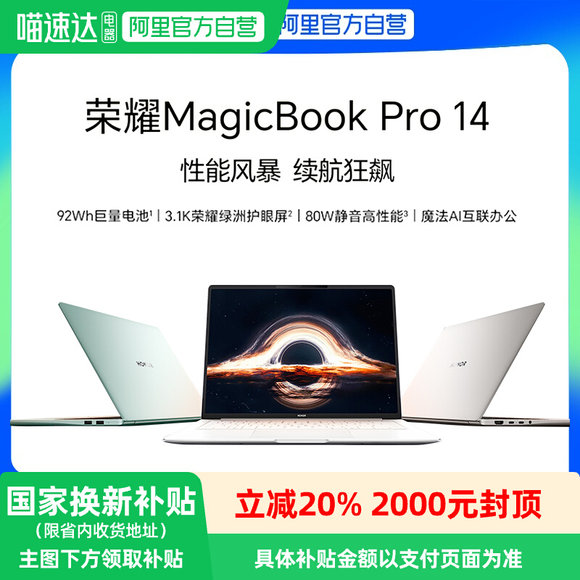 喵速达电器 阿里官方自营 阿里官方自营
荣耀MagicBook Pro 14
性能风暴 续航狂飙
92Wh巨量电池¹ | 3.1K荣耀绿洲护眼屏² | 80W静音高性能³ | 魔法AI互联办公
HONOR
HONOR
HONOR
国家换新补贴
(限省内收货地址)
主图下方领取补贴
立减20% 2000元封顶
具体补贴金额以支付页面为准